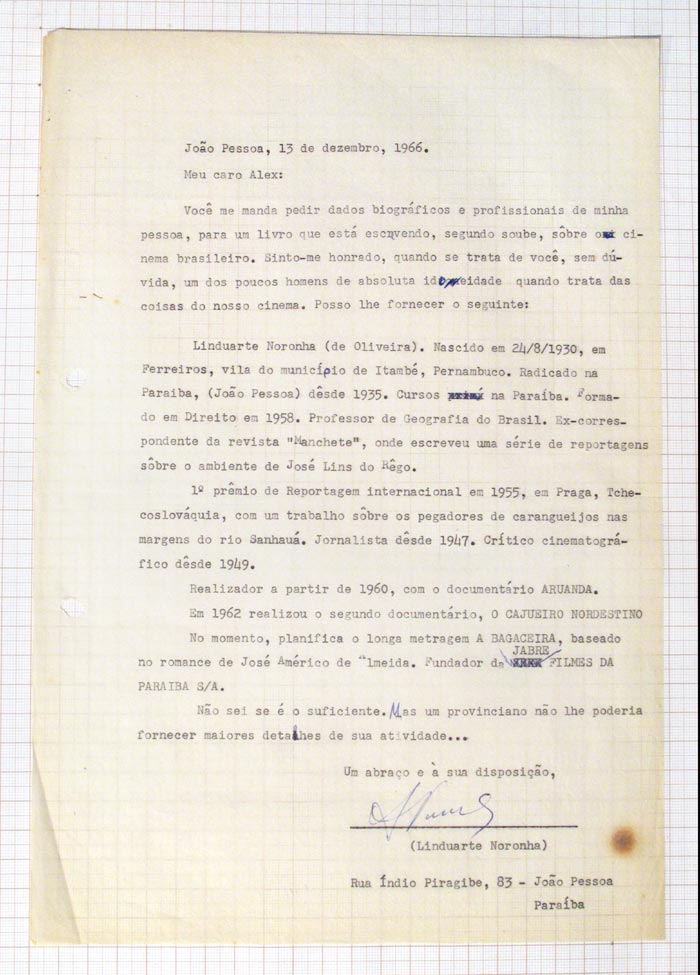 João Pessoa, 13 de dezembro, 1966.
Meu caro Alex:
Você me manda pedir dados biográficos e profissionais de minha
pessoa, para um livro que está escrevendo, segundo soube, sôbre o ci-
nema brasileiro. Sinto-me honrado, quando se trata de você, sem dú-
vida, um dos poucos homens de absoluta idoneidade quando trata das
coisas do nosso cinema. Posso lhe fornecer o seguinte:
Linduarte Noronha (de Oliveira). Nascido em 24/8/1930, em
Ferreiros, vila do município de Itambé, Pernambuco. Radicado na
Paraiba, (João Pessoa) dêsde 1935. Cursos na Paraíba. Forma-
do em Direito em 1958. Professor de Geografia do Brasil. Ex-corres-
pondente da revista "Manchete", onde escreveu uma série de reportagens
sôbre o ambiente de José Lins do Rêgo.
1º prêmio de Reportagem internacional em 1955, em Praga, Tche-
coslováquia, com um trabalho sôbre os pegadores de carangueijos nas
margens do rio Sanhauá. Jornalista dêsde 1947. Crítico cinematográ-
fico dêsde 1949.
Realizador a partir de 1960, com o documentário ARUANDA.
Em 1962 realizou o segundo documentário, O CAJUEIRO NORDESTINO
No momento, planifica o longa metragem A BAGACEIRA, baseado
no romance de José Américo de Almeida. Fundador da JABRE FILMES DA
PARAIBA S/A.
Não sei se é o suficiente. Mas um provinciano não lhe poderia
fornecer maiores detalhes de sua atividade...
Um abraço e à sua disposição,
(Linduarte Noronha)
Rua Índio Piragibe, 83 - João Pessoa
Paraíba